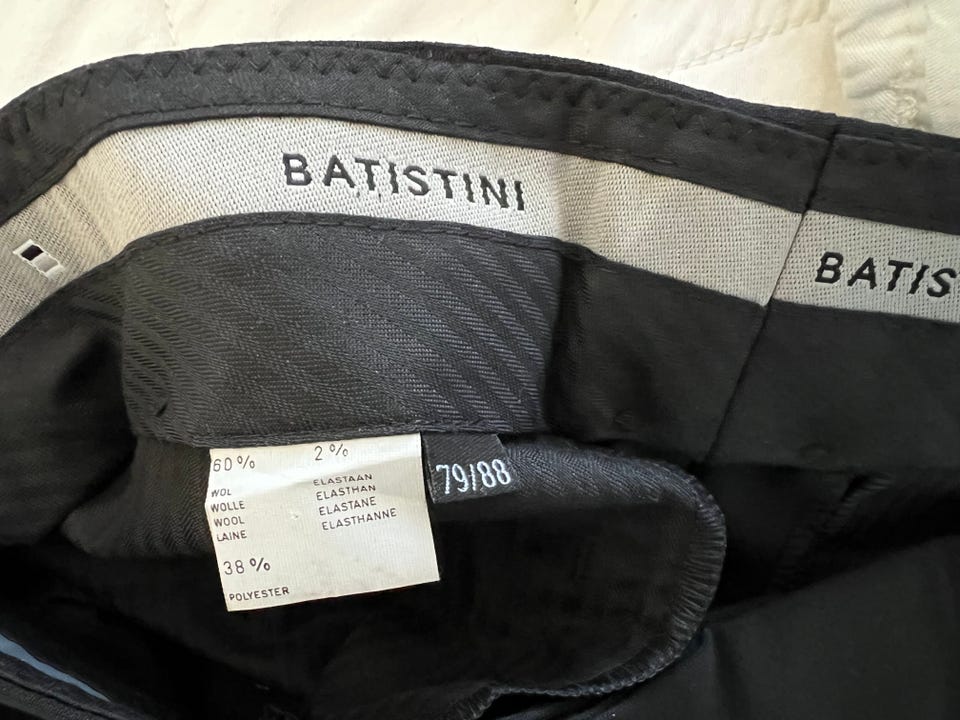 BATISTINI
BATIS
60% 2%
WOL ELASTAAN
WOLLE ELASTHAN
WOOL ELASTANE
LAINE ELASTHANNE
38%
POLYESTER
79/88